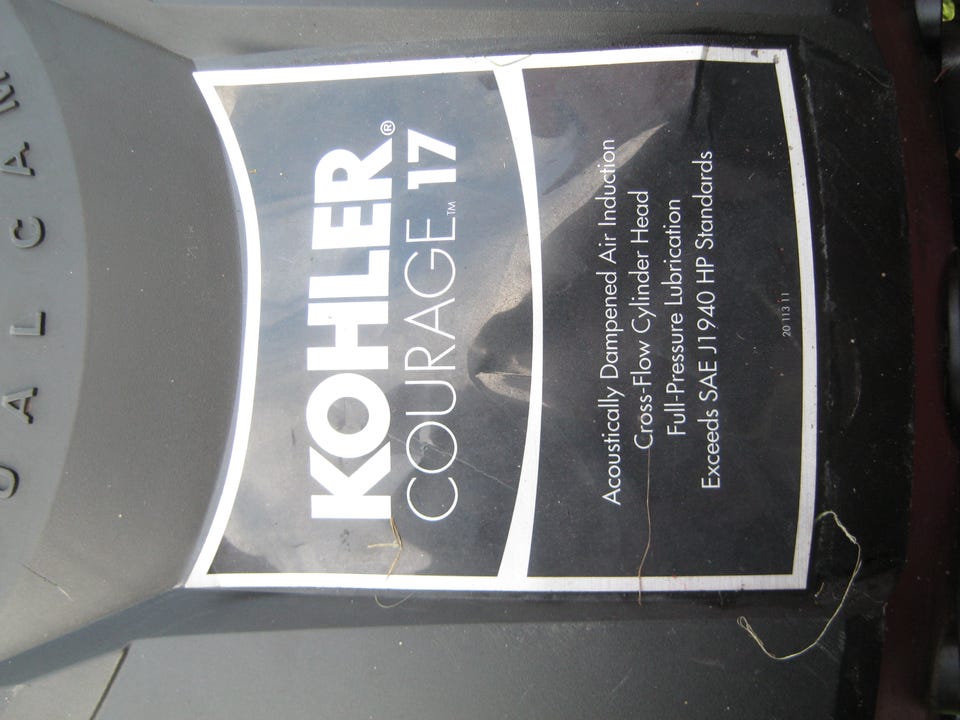 KOHLER®
COURAGE™ 17
Acoustically Dampened Air Induction
Cross-Flow Cylinder Head
Full-Pressure Lubrication
Exceeds SAE J1940 HP Standards
20 113 11